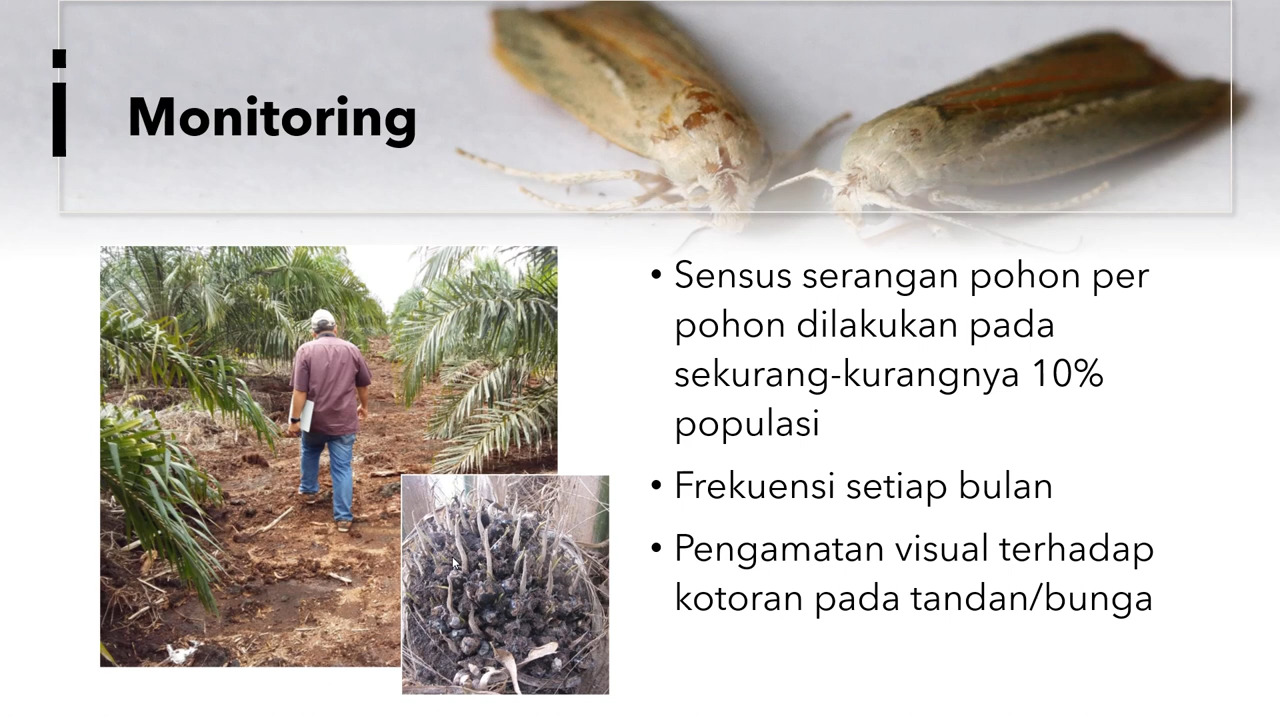 Monitoring
• Sensus serangan pohon per
pohon dilakukan pada
sekurang-kurangnya 10%
populasi
• Frekuensi setiap bulan
• Pengamatan visual terhadap
kotoran pada tandan/bunga